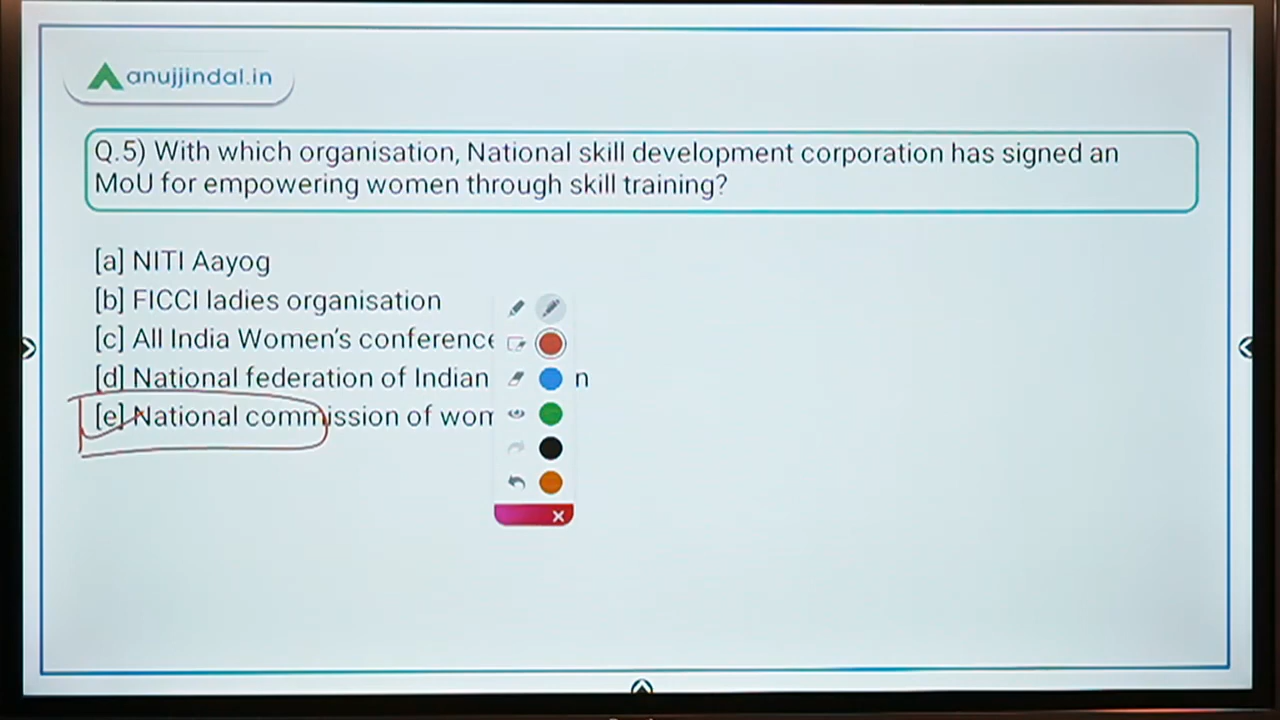 anujjindal.in
Q.5) With which organisation, National skill development corporation has signed an
MoU for empowering women through skill training?
[a] NITI Aayog
[b] FICCI ladies organisation
[c] All India Women's conference
[d] National federation of Indian n
[e] National commission of wom